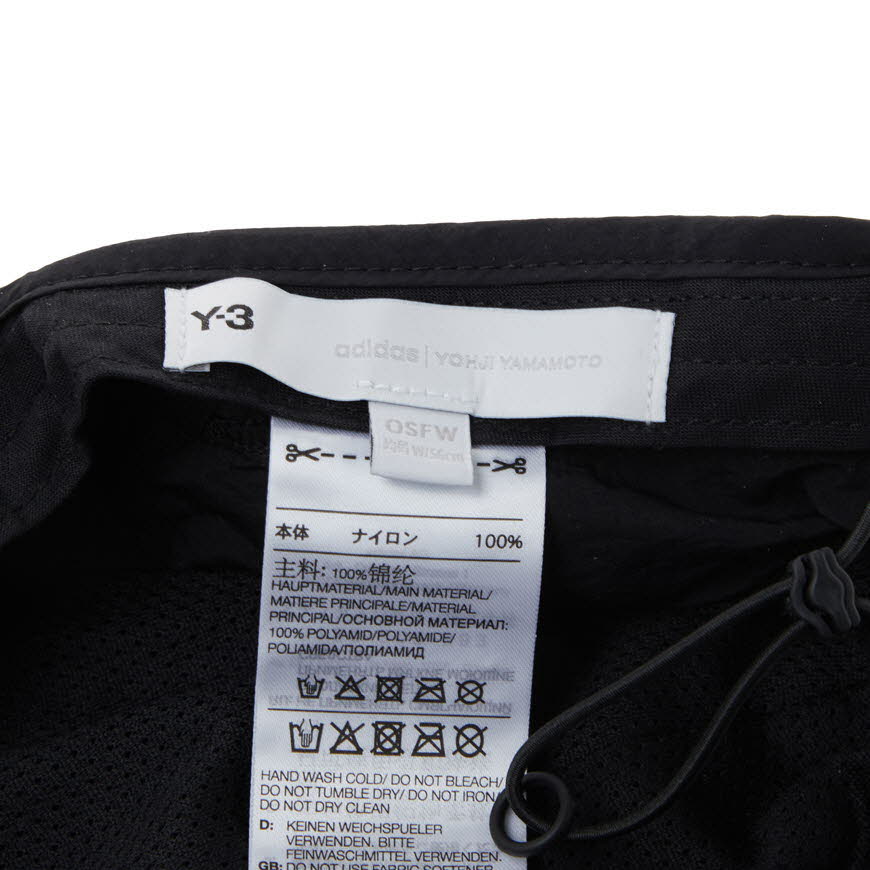 Y-3
adidas | YOHJI YAMAMOTO
OSFW
W/56cm
本体 ナイロン 100%
主料: 100%锦纶
HAUPTMATERIAL/MAIN MATERIAL/
MATIERE PRINCIPALE/MATERIAL
PRINCIPAL/ОСНОВНОЙ МАТЕРИАЛ:
100% POLYAMID/POLYAMIDE/
POLIAMIDA/ПОЛИАМИД
HAND WASH COLD/ DO NOT BLEACH/
DO NOT TUMBLE DRY/ DO NOT IRON/
DO NOT DRY CLEAN
D: KEINEN WEICHSPUELER
VERWENDEN. BITTE
FEINWASCHMITTEL VERWENDEN.
GB: DO NOT USE FABRIC SOFTENER